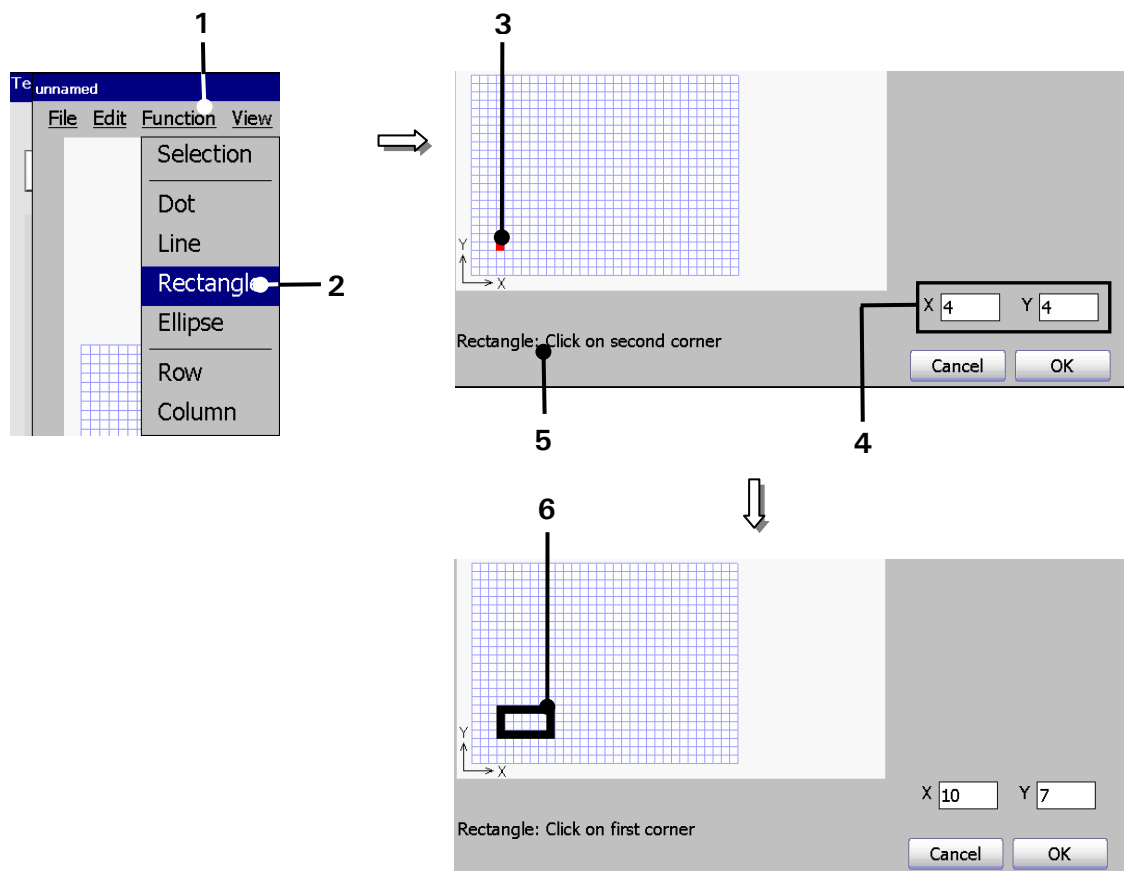 1
3
Te
unnamed
File Edit Function View
Selection
Dot
Line
Rectangle
2
Ellipse
Row
Column
Y
X
X 4 Y 4
Rectangle: Click on second corner
Cancel OK
5
4
6
Y
X
X 10 Y 7
Rectangle: Click on first corner
Cancel OK